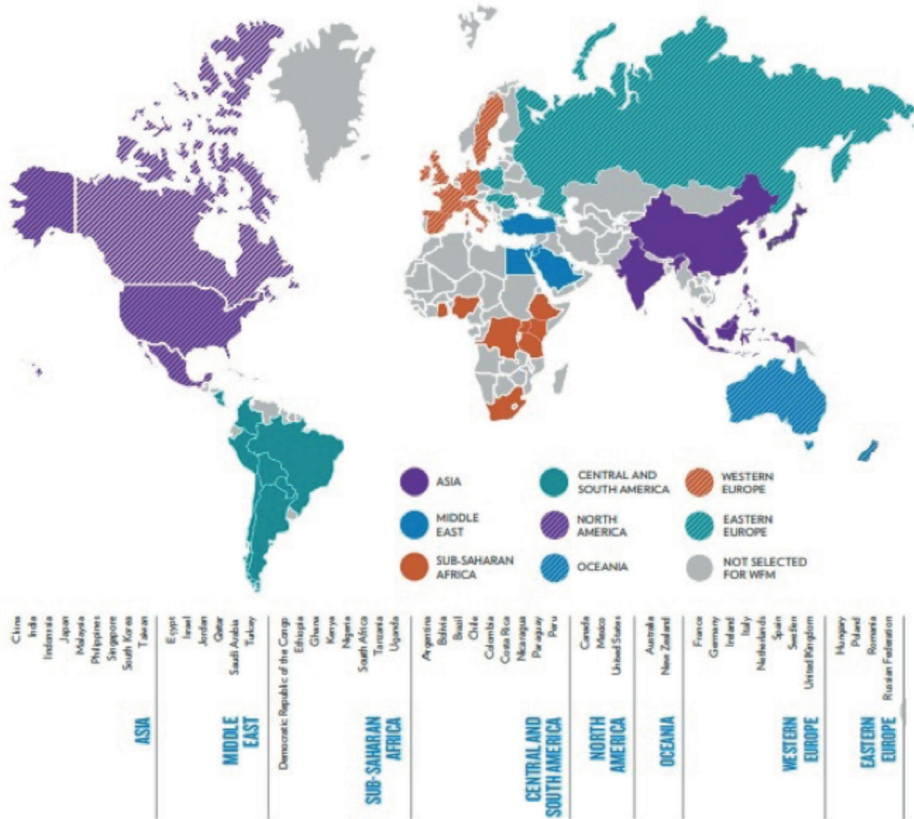 ASIA
MIDDLE
EAST
SUB-SAHARAN
AFRICA
CENTRAL AND
SOUTH AMERICA
NORTH
AMERICA
OCEANIA
WESTERN
EUROPE
EASTERN
EUROPE
NOT SELECTED
FOR WFM
China
India
Indonesia
Japan
Malaysia
Philippines
Singapore
South Korea
Taiwan
ASIA
Egypt
Israel
Jordan
Qatar
Saudi Arabia
Turkey
MIDDLE
EAST
Democratic Republic of the Congo
Ethiopia
Ghana
Kenya
Nigeria
South Africa
Tanzania
Uganda
SUB-SAHARAN
AFRICA
Argentina
Bolivia
Brazil
Chile
Colombia
Costa Rica
Nicaragua
Paraguay
Peru
CENTRAL AND
SOUTH AMERICA
Canada
Mexico
United States
NORTH
AMERICA
Australia
New Zealand
OCEANIA
France
Germany
Ireland
Italy
Netherlands
Spain
Sweden
United Kingdom
WESTERN
EUROPE
Hungary
Poland
Romania
Russian Federation
EASTERN
EUROPE